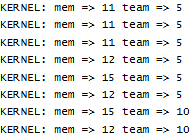 KERNEL: mem => 11 team => 5
KERNEL: mem => 11 team => 5
KERNEL: mem => 11 team => 5
KERNEL: mem => 12 team => 5
KERNEL: mem => 15 team => 5
KERNEL: mem => 12 team => 5
KERNEL: mem => 15 team => 10
KERNEL: mem => 12 team => 10